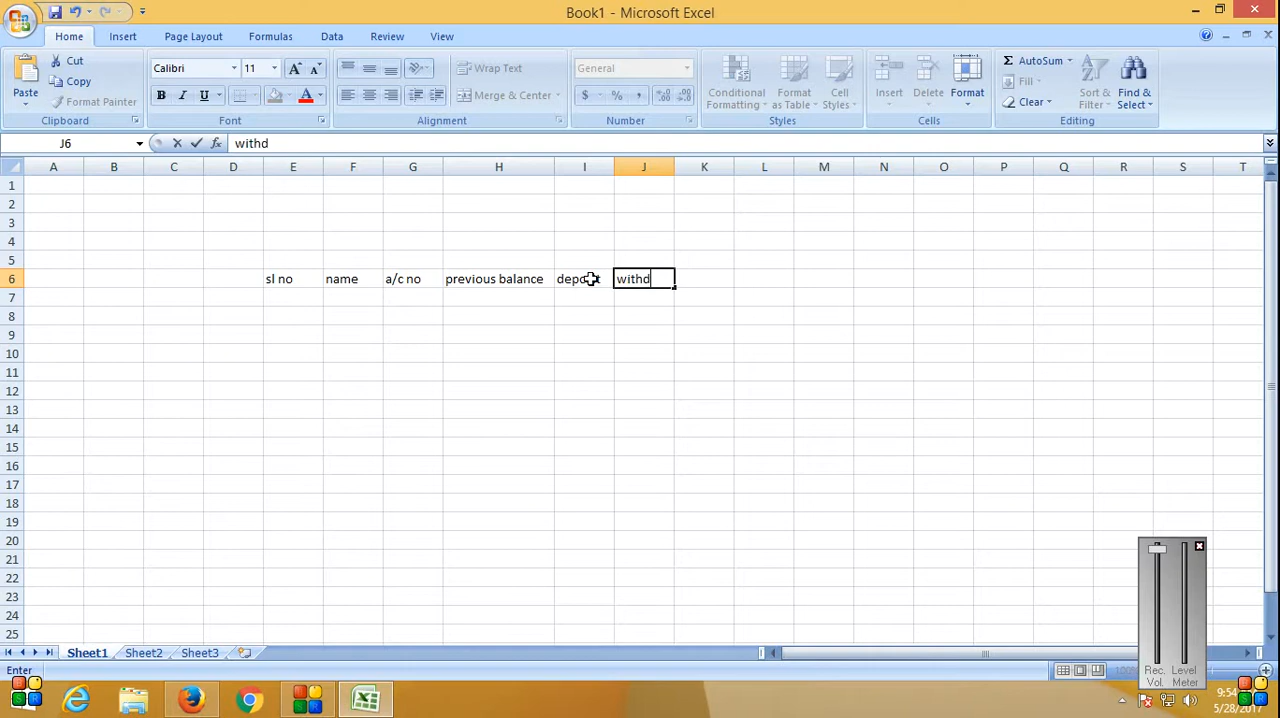 Book1 - Microsoft Excel
Home Insert Page Layout Formulas Data Review View
Paste
Cut
Copy
Format Painter
Clipboard
Calibri 11 A A
B I U A
Font
Wrap Text
Merge & Center
Alignment
General
$ % ,
Number
Conditional Formatting
Format as Table
Cell Styles
Styles
Insert Delete Format
Cells
AutoSum
Fill
Clear
Sort & Filter
Find & Select
Editing
J6 fx withd
A B C D E F G H I J K L M N O P Q R S T
1
2
3
4
5
6 sl no name a/c no previous balance withd
7
8
9
10
11
12
13
14
15
16
17
18
19
20
21
22
23
24
25
Sheet1 Sheet2 Sheet3
Enter
Rec. Vol. Level Meter
5/28/2017